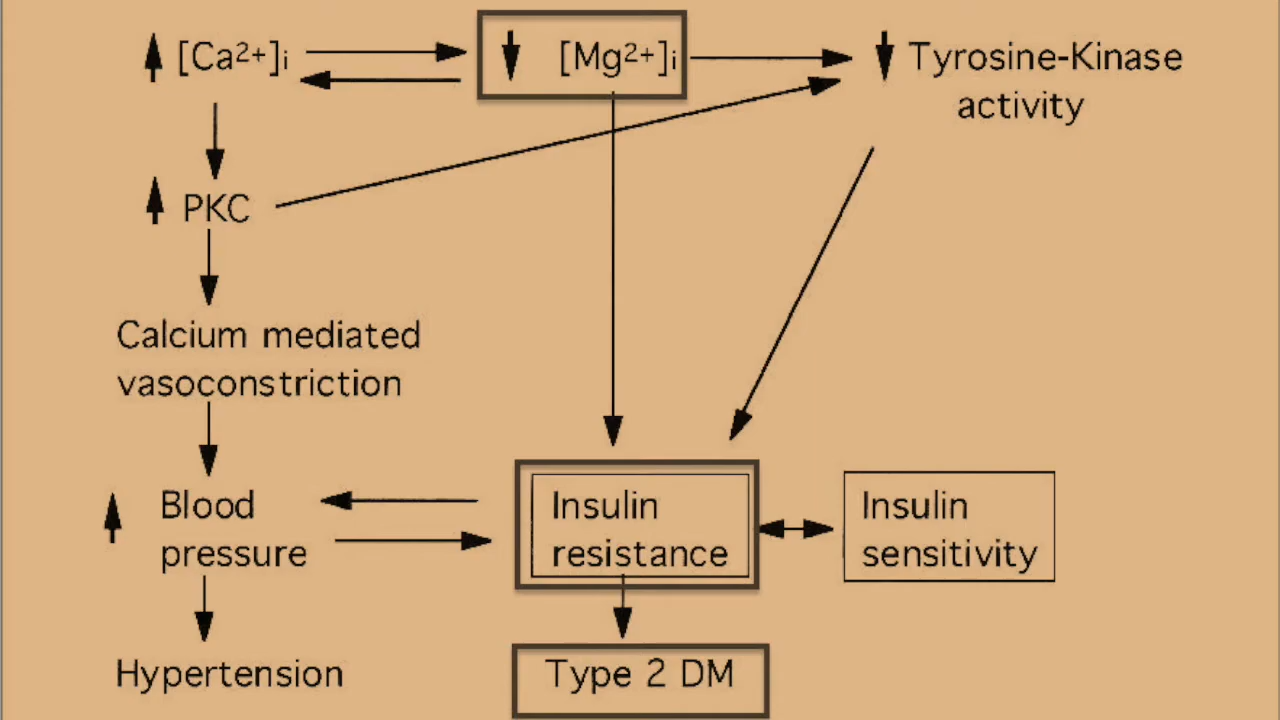 [Ca2+]i
[Mg2+]i
Tyrosine-Kinase
activity
PKC
Calcium mediated
vasoconstriction
Blood
pressure
Insulin
resistance
Insulin
sensitivity
Hypertension
Type 2 DM